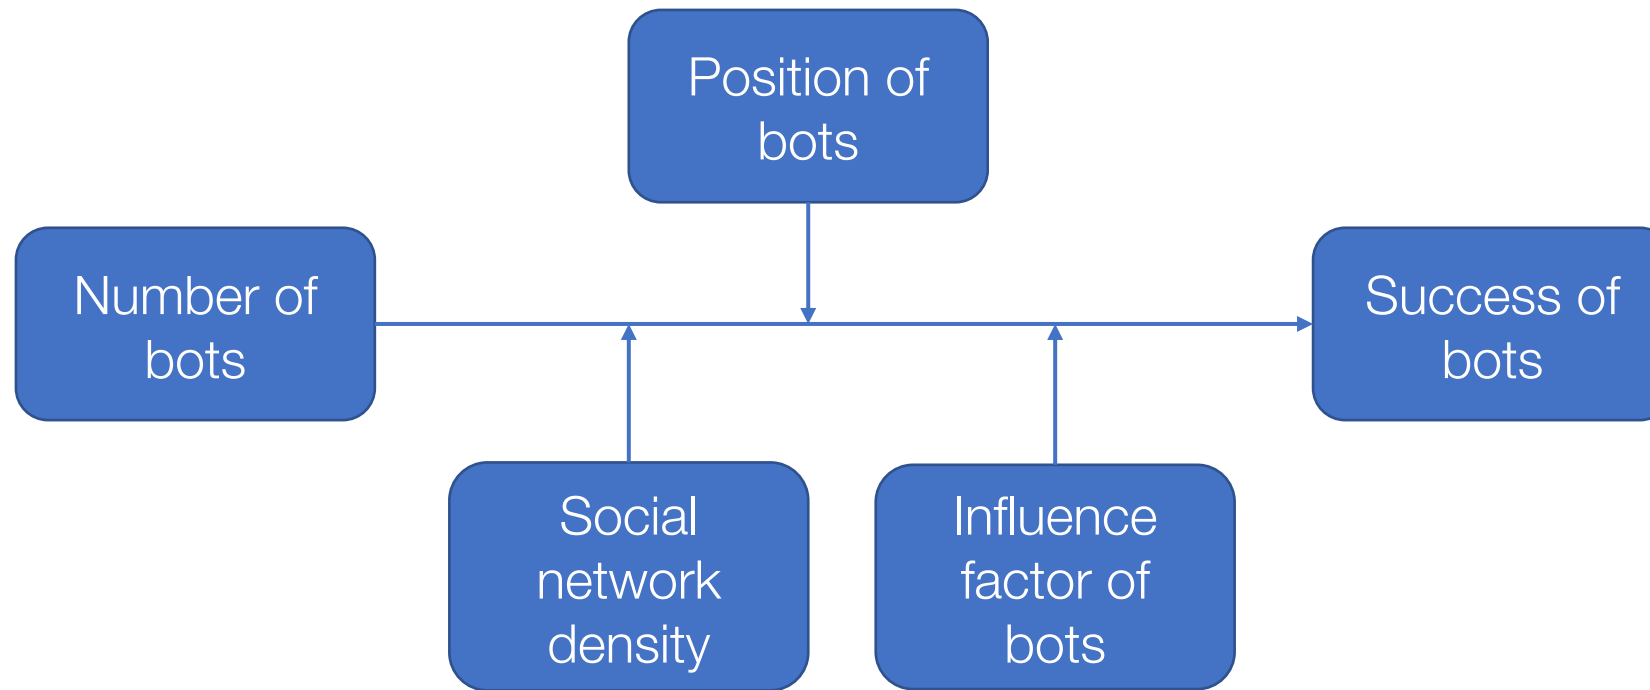 Position of
bots
Number of
bots
Success of
bots
Social
network
density
Influence
factor of
bots